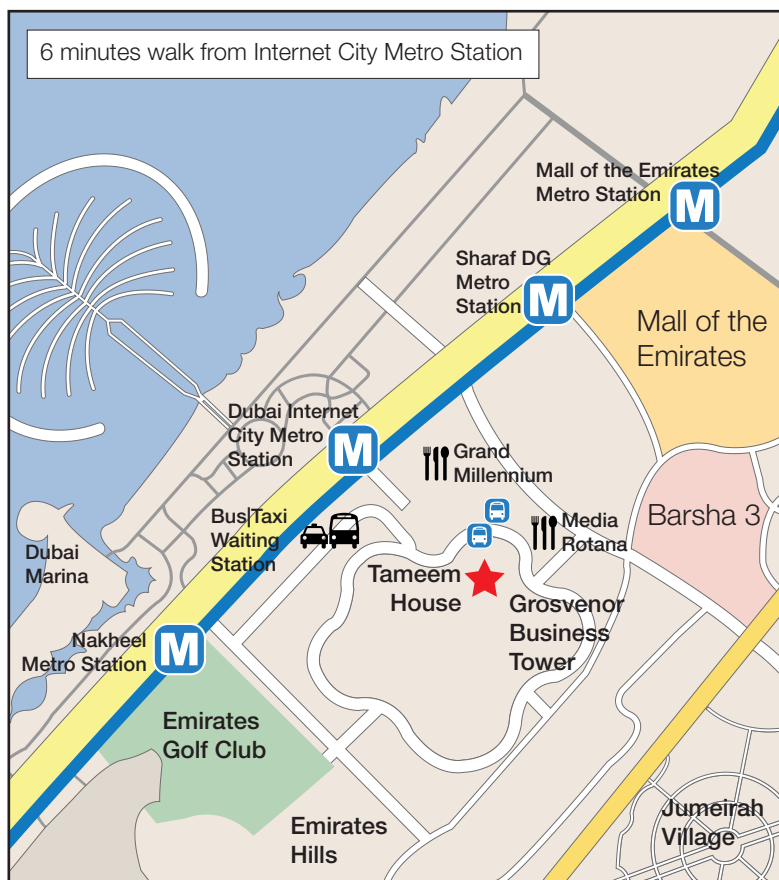 6 minutes walk from Internet City Metro Station
Mall of the Emirates
Metro Station
M
Sharaf DG
Metro
Station
M
Mall of the
Emirates
Dubai Internet
City Metro
Station
M
Grand
Millennium
Bus|Taxi
Waiting
Station
Media
Rotana
Barsha 3
Dubai
Marina
Tameem
House
Grosvenor
Business
Tower
Nakheel
Metro Station
M
Emirates
Golf Club
Emirates
Hills
Jumeirah
Village